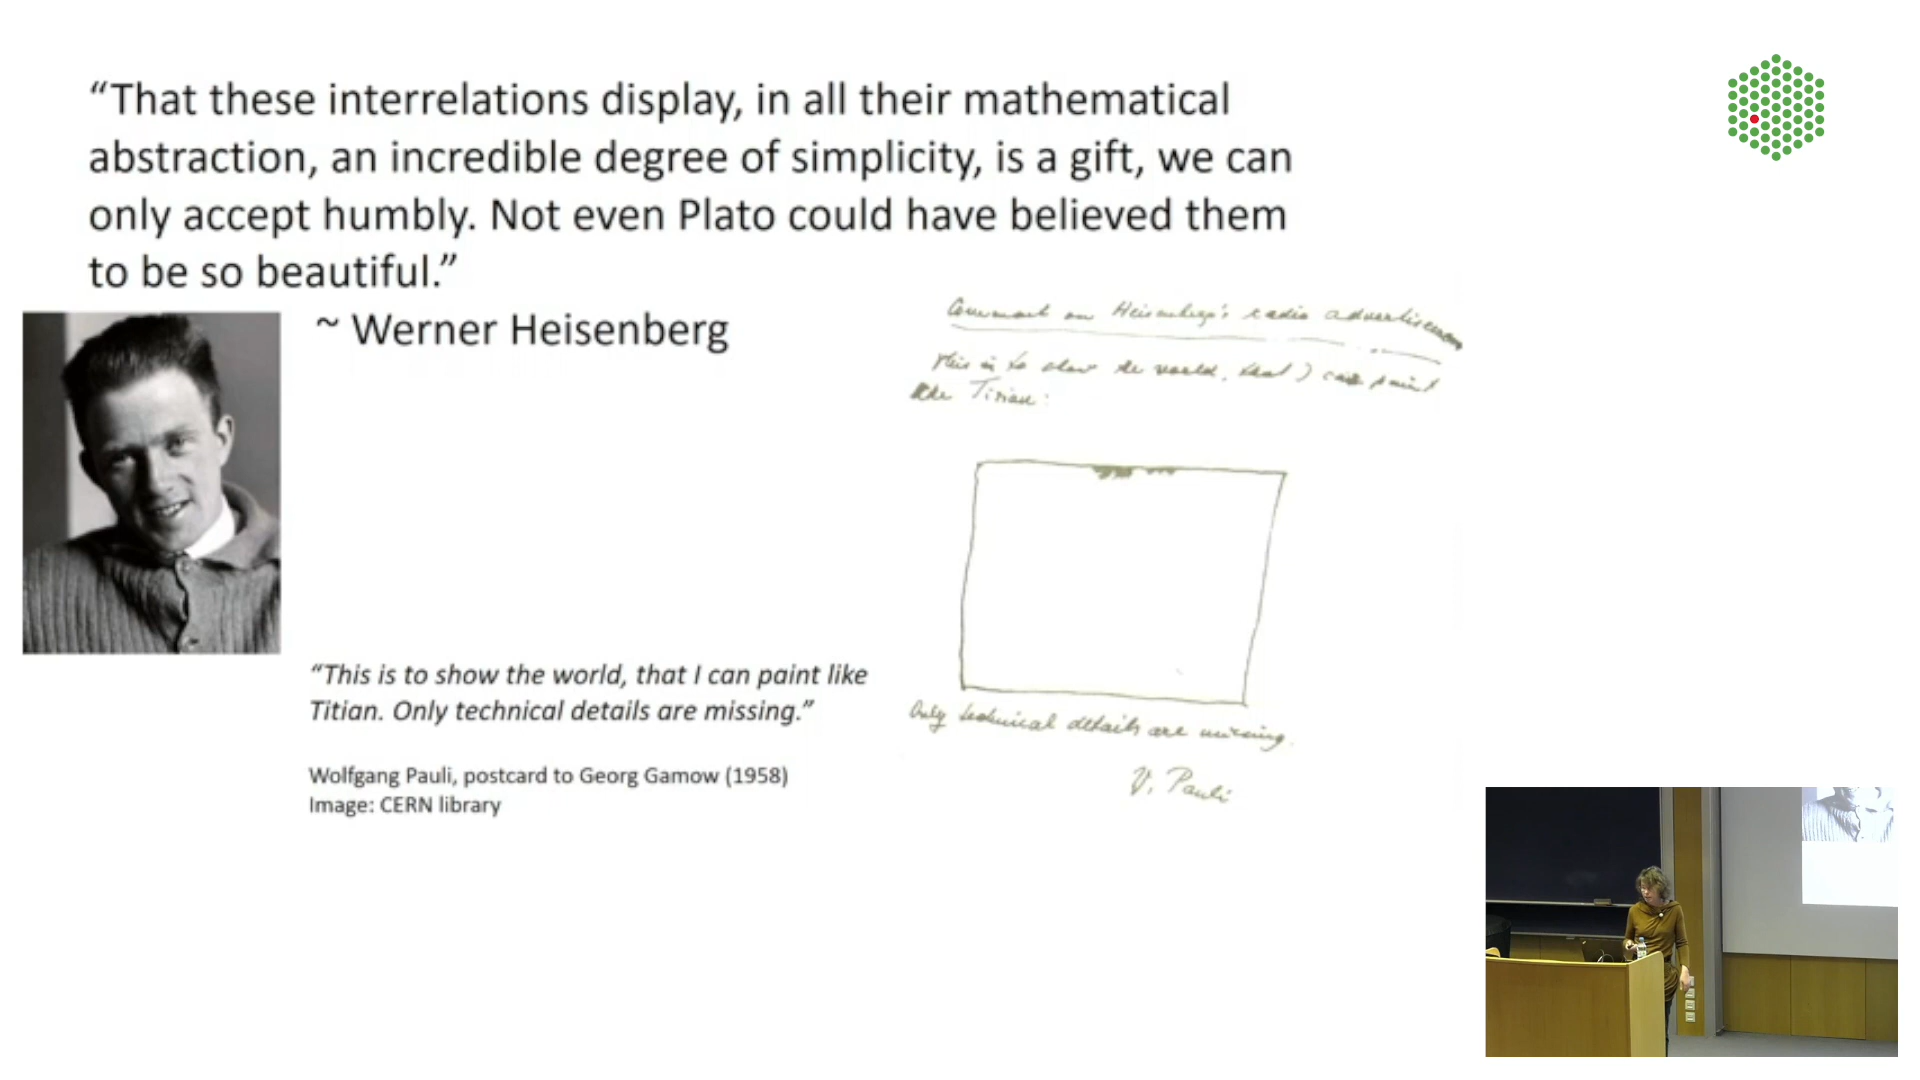 “That these interrelations display, in all their mathematical
abstraction, an incredible degree of simplicity, is a gift, we can
only accept humbly. Not even Plato could have believed them
to be so beautiful.”
~ Werner Heisenberg
Comment on Heisenberg's radio advertisement
This is to show the world, that I can paint
like Titian:
“This is to show the world, that I can paint like
Titian. Only technical details are missing.”
Only technical details are missing.
W. Pauli
Wolfgang Pauli, postcard to Georg Gamow (1958)
Image: CERN library